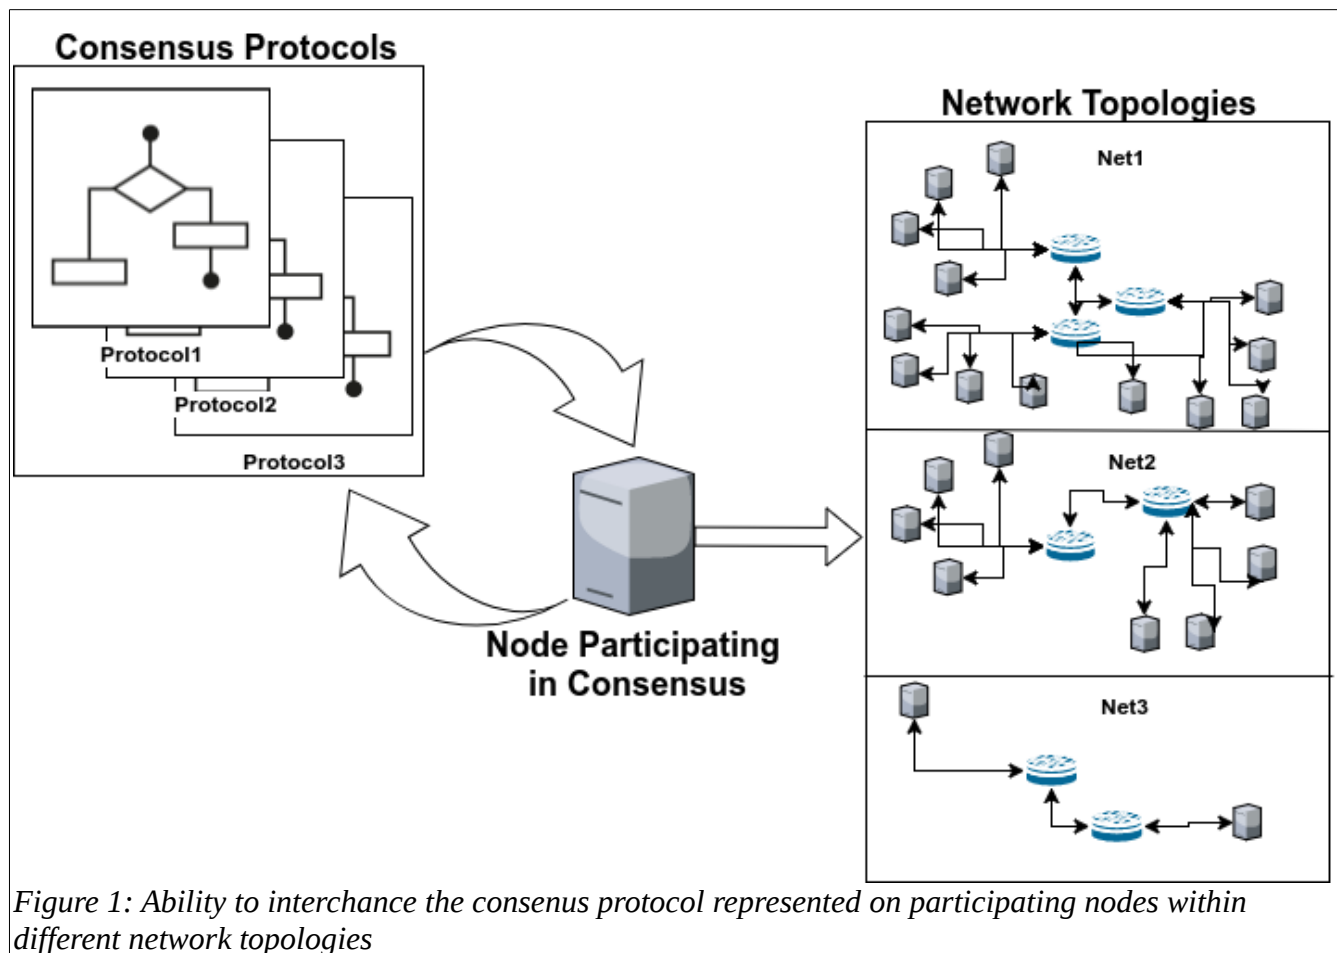 Consensus Protocols
Protocol1
Protocol2
Protocol3
Node Participating
in Consensus
Network Topologies
Net1
Net2
Net3
Figure 1: Ability to interchance the consenus protocol represented on participating nodes within
different network topologies